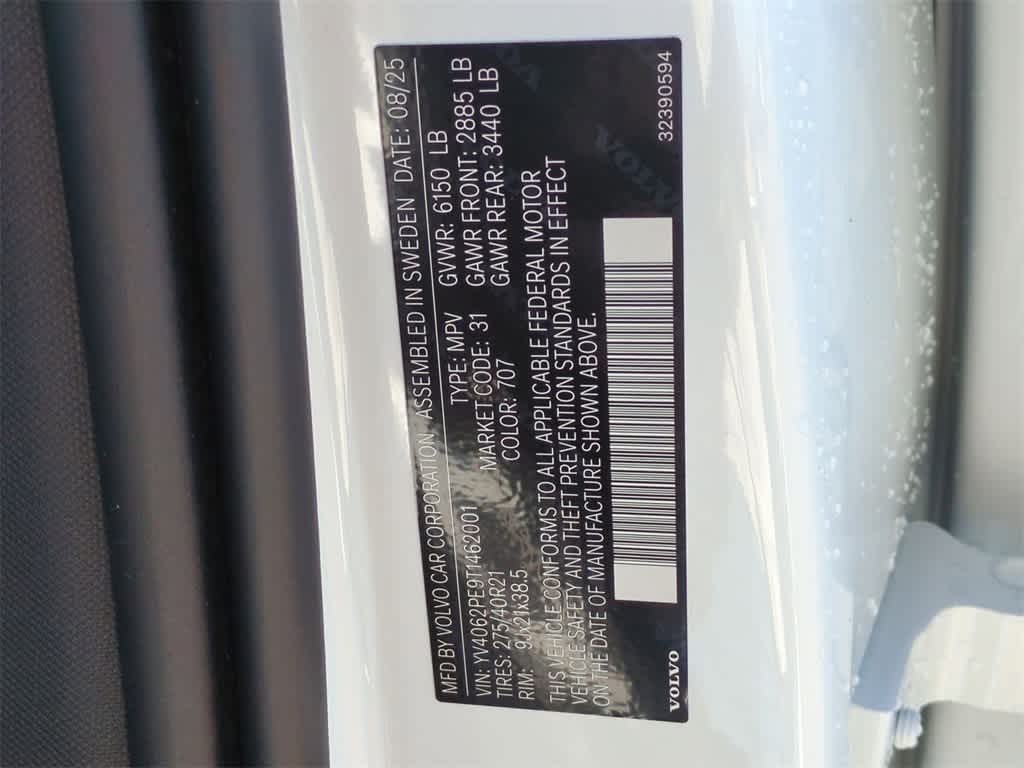 MFD BY VOLVO CAR CORPORATION ASSEMBLED IN SWEDEN DATE: 08/25
VIN: YV4062PE9T1462001 TYPE: MPV GVWR: 6150 LB
TIRES: 275/40R21 MARKET CODE: 31 GAWR FRONT: 2885 LB
RIM: 9Jx21x38.5 COLOR: 707 GAWR REAR: 3440 LB
THIS VEHICLE CONFORMS TO ALL APPLICABLE FEDERAL MOTOR
VEHICLE SAFETY AND THEFT PREVENTION STANDARDS IN EFFECT
ON THE DATE OF MANUFACTURE SHOWN ABOVE.
VOLVO
VOLVO 32390594